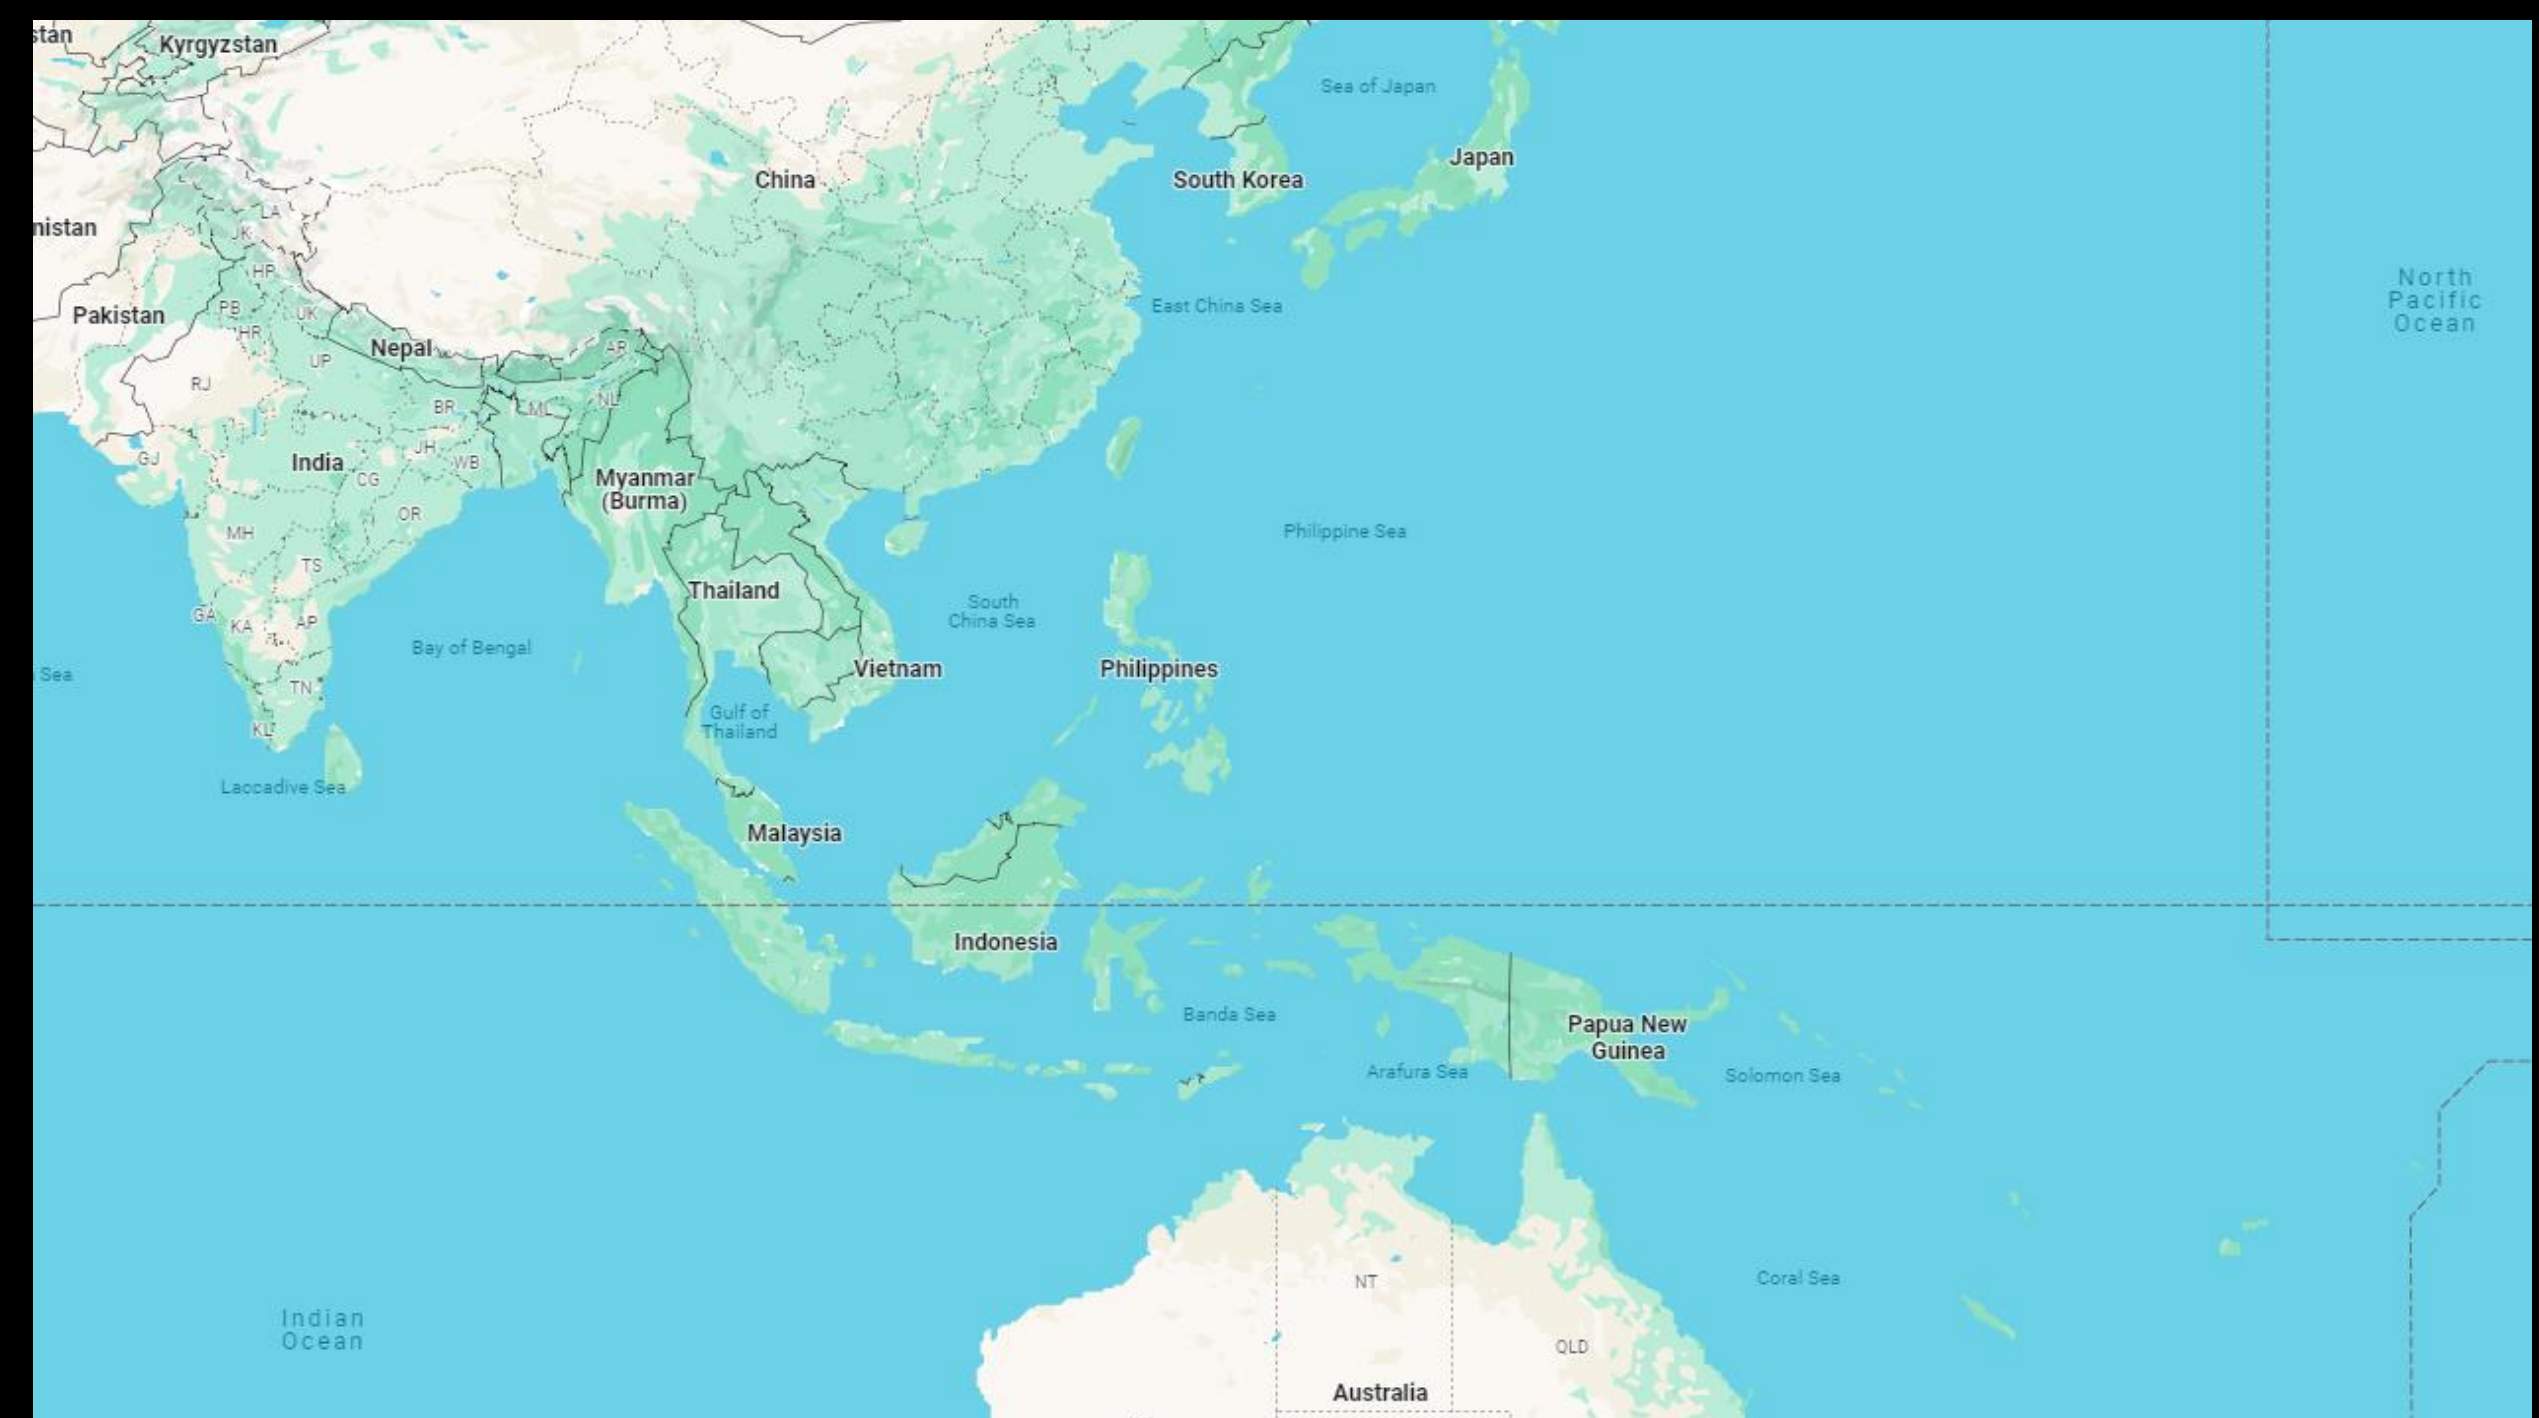 stan
Kyrgyzstan
Sea of Japan
Japan
China
South Korea
LA
nistan
JK
HP
North
Pacific
Ocean
Pakistan
PB
UK
East China Sea
HR
Nepal
AR
UP
RJ
BR
ML
NL
JH
GJ
India
WB
CG
Myanmar
(Burma)
OR
MH
Philippine Sea
TS
Thailand
South
China Sea
GA
KA
AP
Bay of Bengal
Sea
Vietnam
Philippines
TN
Gulf of
Thailand
KL
Laccadive Sea
Malaysia
Indonesia
Banda Sea
Papua New
Guinea
Arafura Sea
Solomon Sea
NT
Coral Sea
Indian
Ocean
QLD
Australia